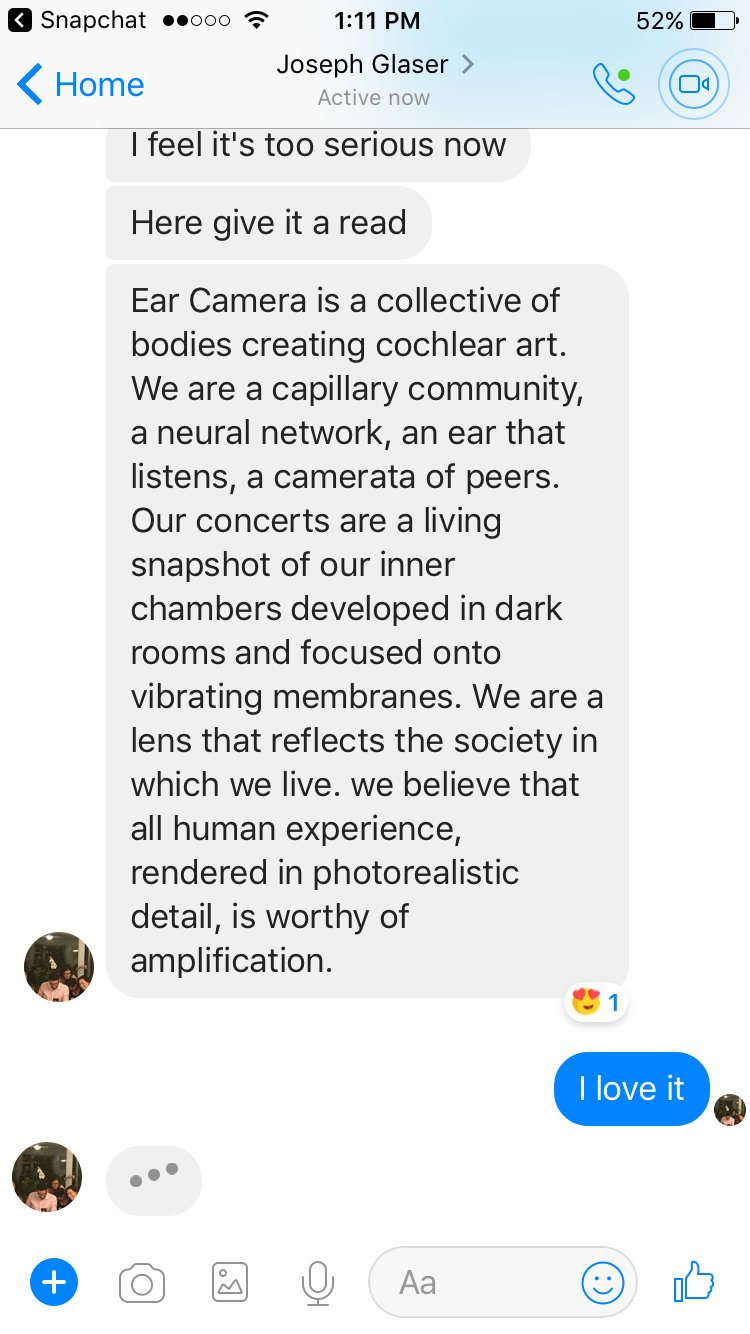 Snapchat 1:11 PM 52%
Home Joseph Glaser
Active now
I feel it's too serious now
Here give it a read
Ear Camera is a collective of
bodies creating cochlear art.
We are a capillary community,
a neural network, an ear that
listens, a camerata of peers.
Our concerts are a living
snapshot of our inner
chambers developed in dark
rooms and focused onto
vibrating membranes. We are a
lens that reflects the society in
which we live. we believe that
all human experience,
rendered in photorealistic
detail, is worthy of
amplification.
😍 1
I love it
Aa